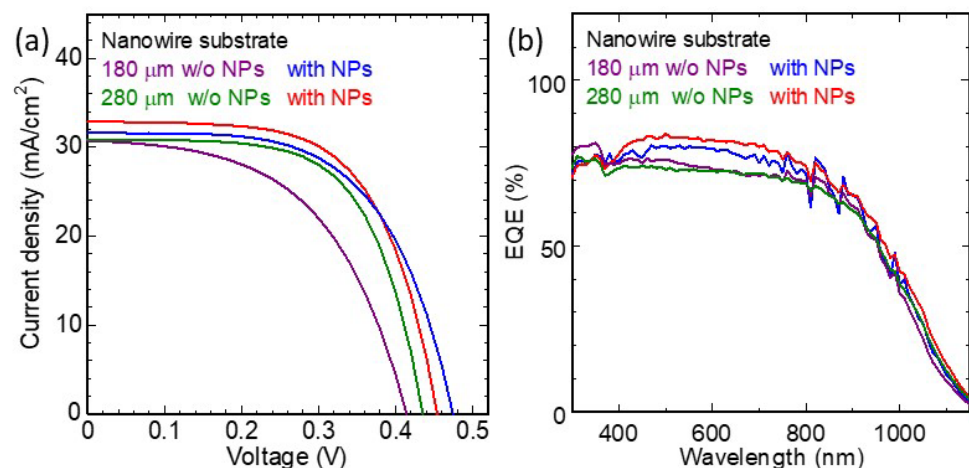 (a)
Nanowire substrate
180 μm w/o NPs with NPs
280 μm w/o NPs with NPs
Current density (mA/cm²)
40
30
20
10
0
0 0.1 0.2 0.3 0.4 0.5
Voltage (V)
(b)
Nanowire substrate
180 μm w/o NPs with NPs
280 μm w/o NPs with NPs
EQE (%)
100
50
0
400 600 800 1000
Wavelength (nm)